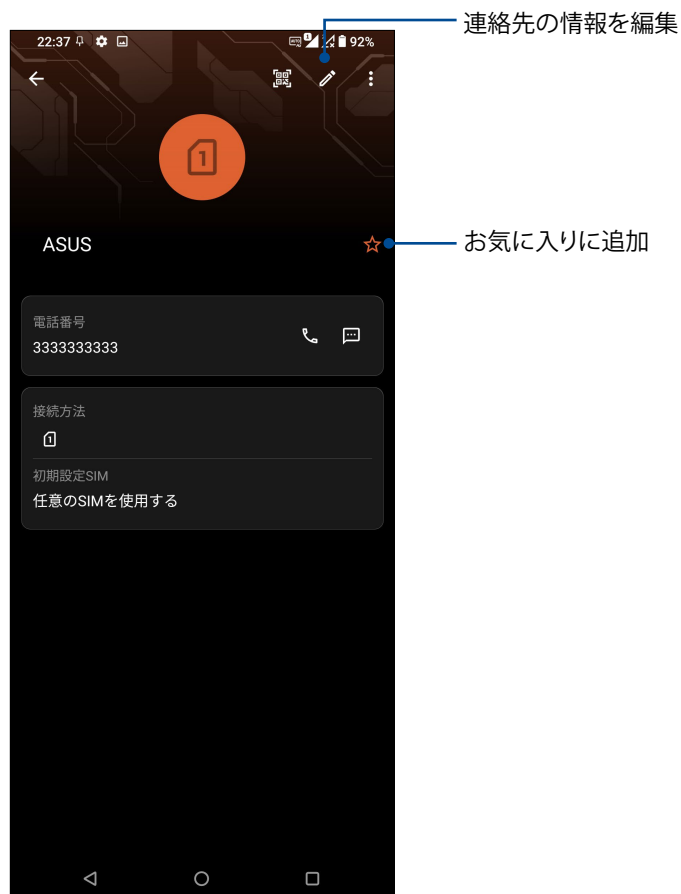 連絡先の情報を編集
22:37 92%
1
ASUS
お気に入りに追加
電話番号
3333333333
接続方法
1
初期設定SIM
任意のSIMを使用する